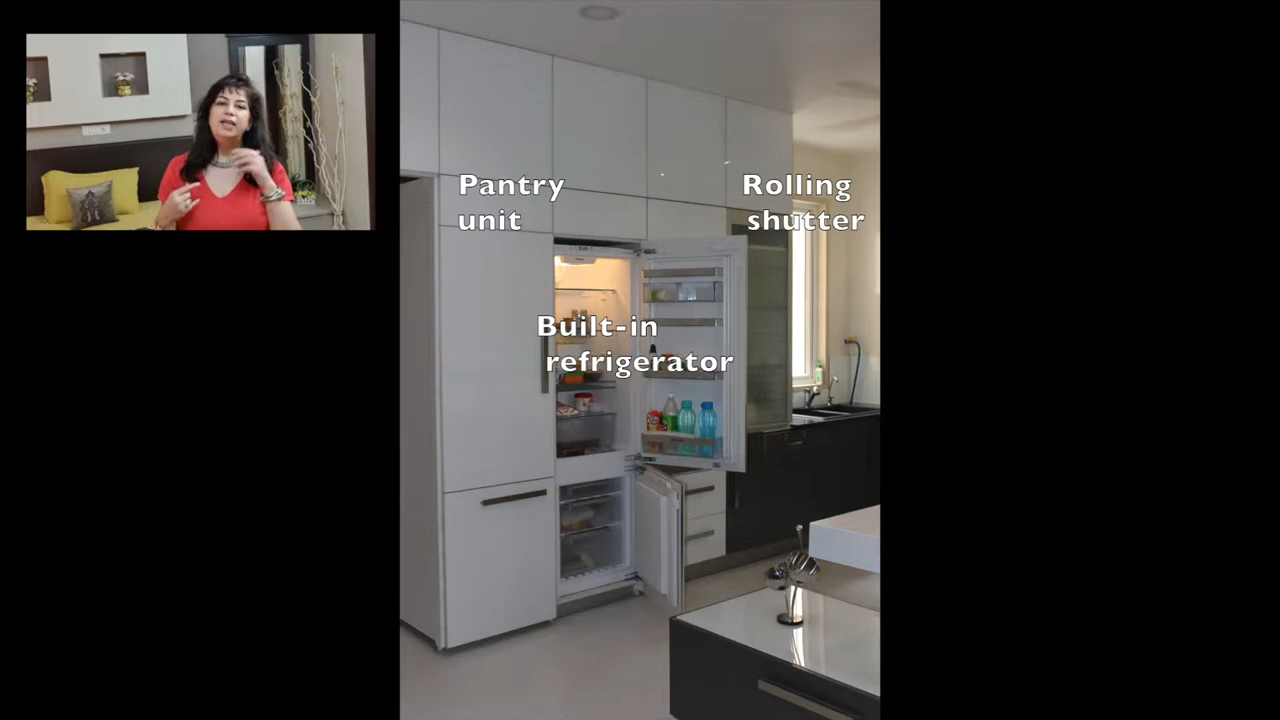 Pantry
unit
Rolling
shutter
Built-in
refrigerator